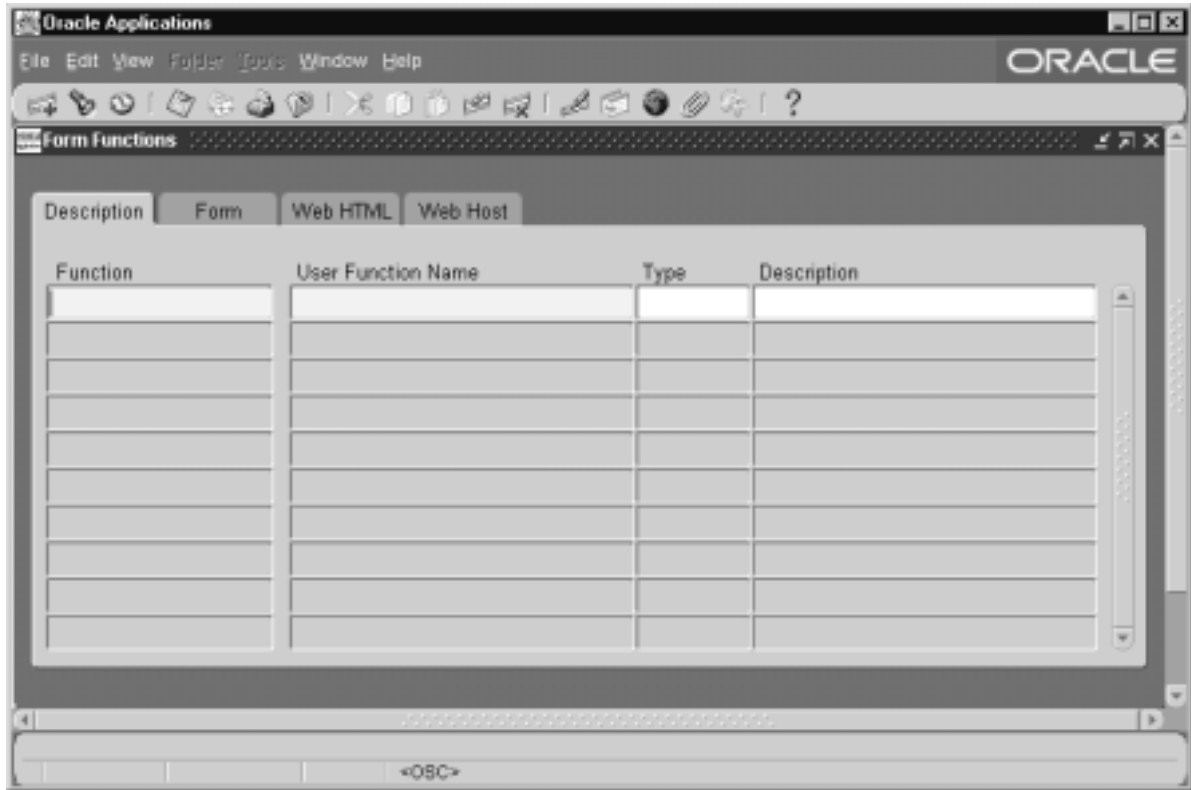 Oracle Applications
File Edit View Folder Tools Window Help
ORACLE
?
Form Functions
Description Form Web HTML Web Host
Function User Function Name Type Description
<OSC>